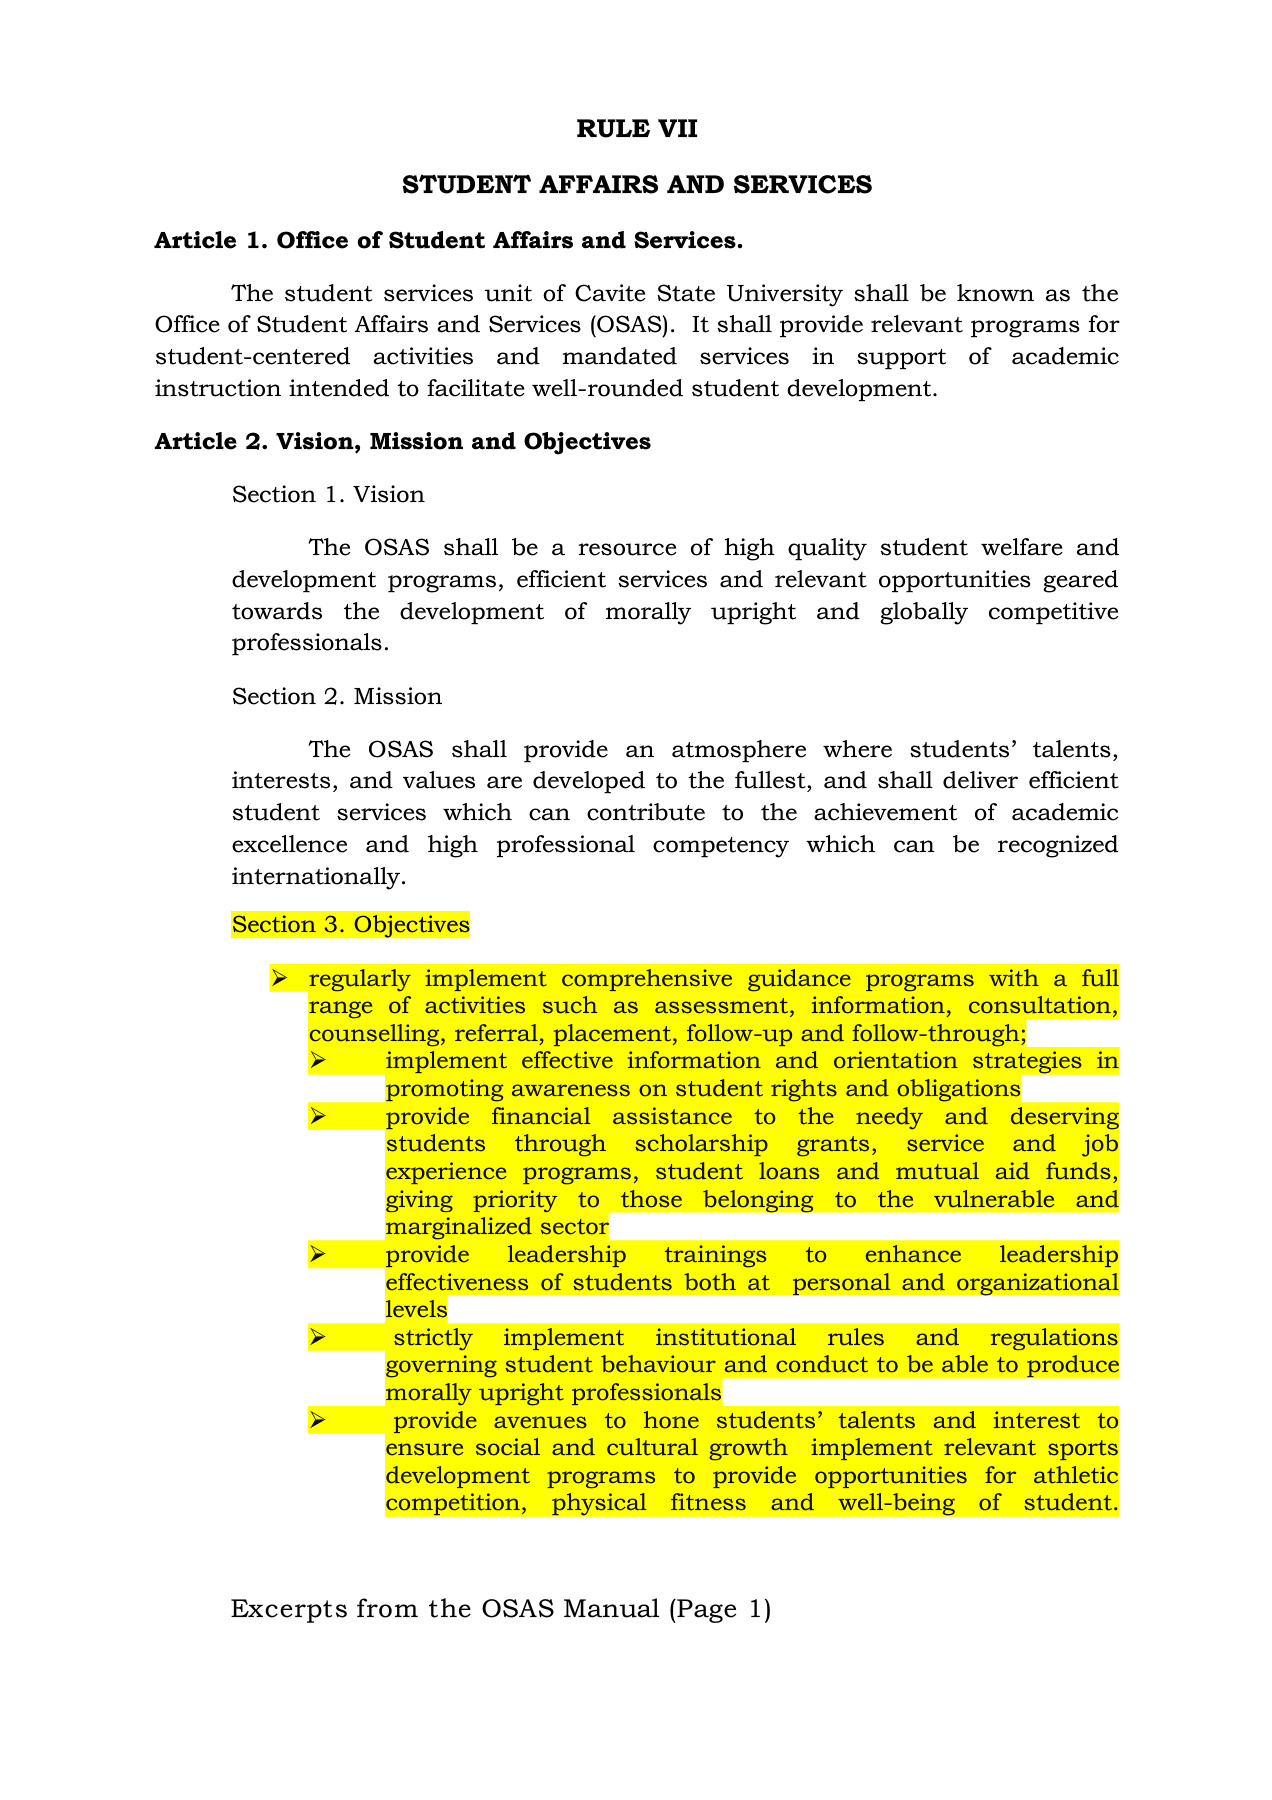 RULE VII
STUDENT AFFAIRS AND SERVICES
Article 1. Office of Student Affairs and Services.
The student services unit of Cavite State University shall be known as the
Office of Student Affairs and Services (OSAS).  It shall provide relevant programs for
student-centered activities and mandated services in support of academic
instruction intended to facilitate well-rounded student development.
Article 2. Vision, Mission and Objectives
Section 1. Vision
The OSAS shall be a resource of high quality student welfare and
development programs, efficient services and relevant opportunities geared
towards the development of morally upright and globally competitive
professionals.
Section 2. Mission
The OSAS shall provide an atmosphere where students’ talents,
interests, and values are developed to the fullest, and shall deliver efficient
student services which can contribute to the achievement of academic
excellence and high professional competency which can be recognized
internally.
Section 3. Objectives
➢ regularly implement comprehensive guidance programs with a full
range of activities such as assessment, information, consultation,
counselling, referral, placement, follow-up and follow-through;
➢ implement effective information and orientation strategies in
promoting awareness on student rights and obligations
➢ provide financial assistance to the needy and deserving
students through scholarship grants, service and job
experience programs, student loans and mutual aid funds,
giving priority to those belonging to the vulnerable and
marginalized sector
➢ provide leadership trainings to enhance leadership
effectiveness of students both at  personal and organizational
levels
➢ strictly implement institutional rules and regulations
governing student behaviour and conduct to be able to produce
morally upright professionals
➢ provide avenues to hone students’ talents and interest to
ensure social and cultural growth  implement relevant sports
development programs to provide opportunities for athletic
competition, physical fitness and well-being of student.
Excerpts from the OSAS Manual (Page 1)